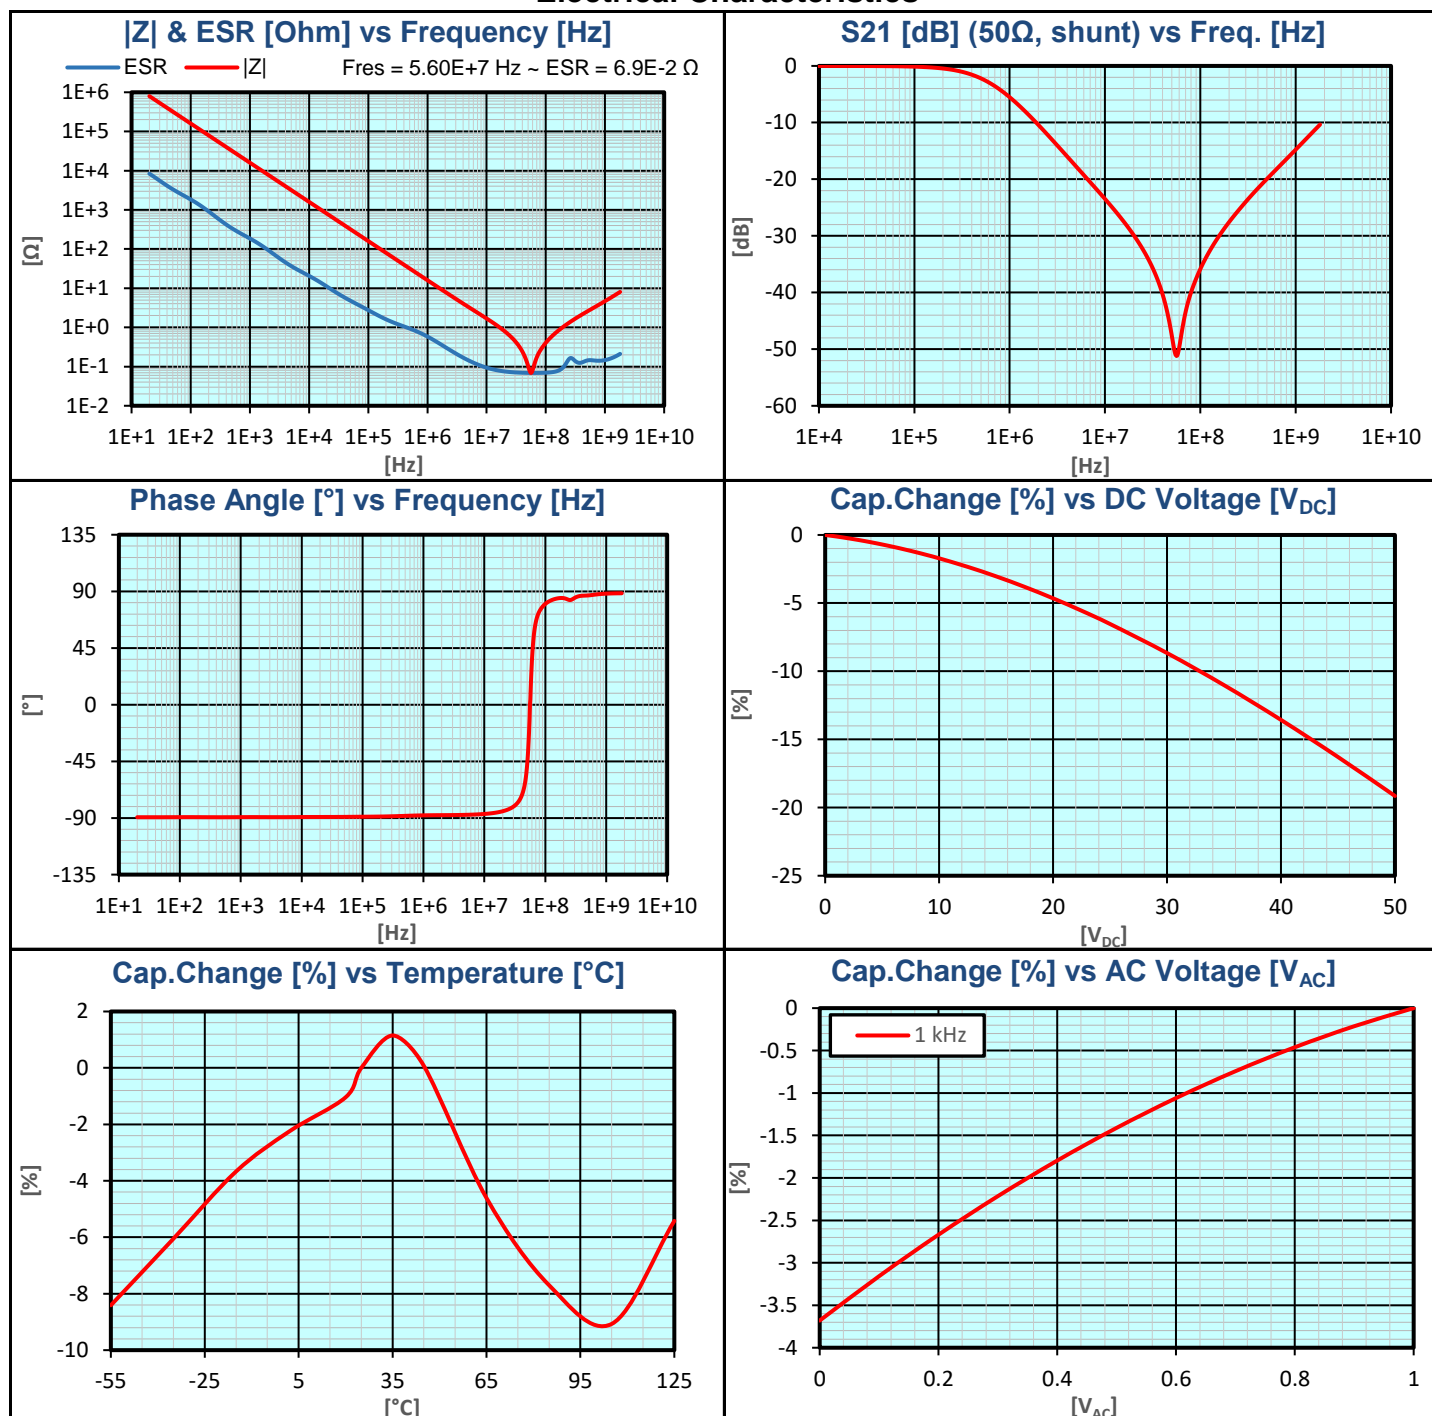 Electrical Characteristics
|Z| & ESR [Ohm] vs Frequency [Hz]
ESR |Z| Fres = 5.60E+7 Hz ~ ESR = 6.9E-2 Ω
1E+6
1E+5
1E+4
1E+3
1E+2
1E+1
1E+0
1E-1
1E-2
[Ω]
1E+1 1E+2 1E+3 1E+4 1E+5 1E+6 1E+7 1E+8 1E+9 1E+10
[Hz]
S21 [dB] (50Ω, shunt) vs Freq. [Hz]
0
-10
-20
-30
-40
-50
-60
[dB]
1E+4 1E+5 1E+6 1E+7 1E+8 1E+9 1E+10
[Hz]
Phase Angle [°] vs Frequency [Hz]
135
90
45
0
-45
-90
-135
[°]
1E+1 1E+2 1E+3 1E+4 1E+5 1E+6 1E+7 1E+8 1E+9 1E+10
[Hz]
Cap.Change [%] vs DC Voltage [VDC]
0
-5
-10
-15
-20
-25
[%]
0 10 20 30 40 50
[VDC]
Cap.Change [%] vs Temperature [°C]
2
0
-2
-4
-6
-8
-10
[%]
-55 -25 5 35 65 95 125
[°C]
Cap.Change [%] vs AC Voltage [VAC]
1 kHz
0
-0.5
-1
-1.5
-2
-2.5
-3
-3.5
-4
[%]
0 0.2 0.4 0.6 0.8 1
[VAC]